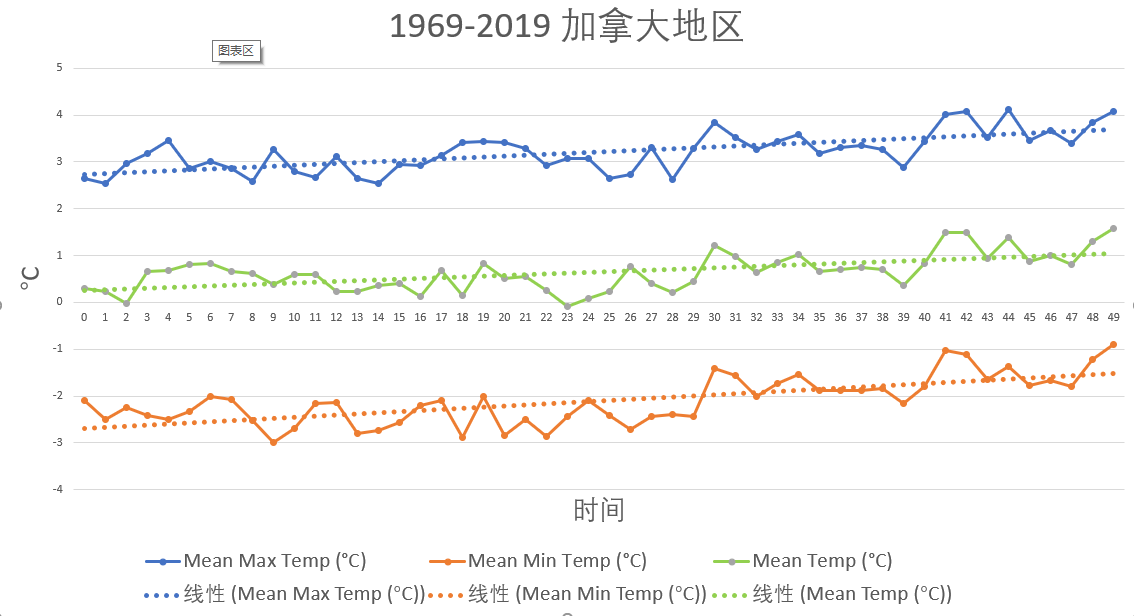 1969-2019 加拿大地区
图表区
5
4
3
2
1
0
-1
-2
-3
-4
°C
0 1 2 3 4 5 6 7 8 9 10 11 12 13 14 15 16 17 18 19 20 21 22 23 24 25 26 27 28 29 30 31 32 33 34 35 36 37 38 39 40 41 42 43 44 45 46 47 48 49
时间
Mean Max Temp (°C) Mean Min Temp (°C) Mean Temp (°C)
线性 (Mean Max Temp (°C)) 线性 (Mean Min Temp (°C)) 线性 (Mean Temp (°C))